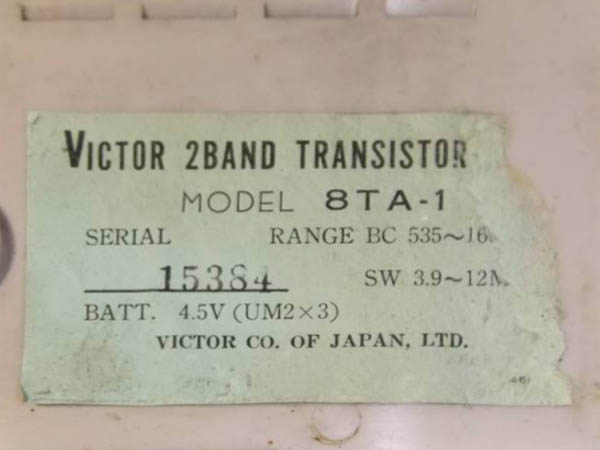 VICTOR 2BAND TRANSISTOR
MODEL 8TA-1
SERIAL RANGE BC 535~16
15384 SW 3.9~12M
BATT. 4.5V (UM2×3)
VICTOR CO. OF JAPAN, LTD.